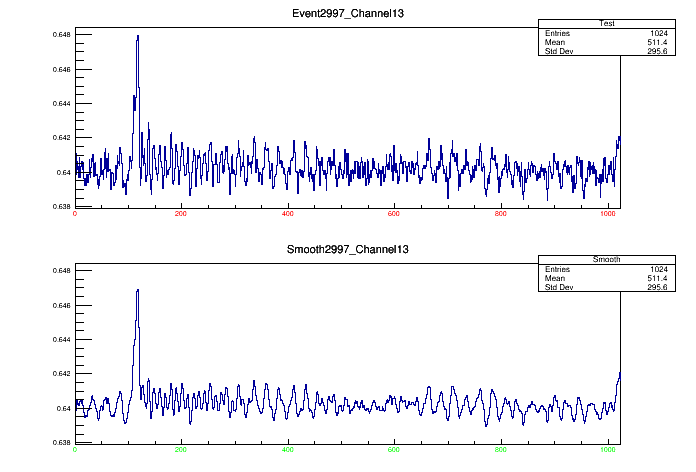 Event2997_Channel13
Test
Entries 1024
Mean 511.4
Std Dev 295.6
0.648
0.646
0.644
0.642
0.64
0.638
0 200 400 600 800 1000
Smooth2997_Channel13
Smooth
Entries 1024
Mean 511.4
Std Dev 295.6
0.648
0.646
0.644
0.642
0.64
0.638
0 200 400 600 800 1000